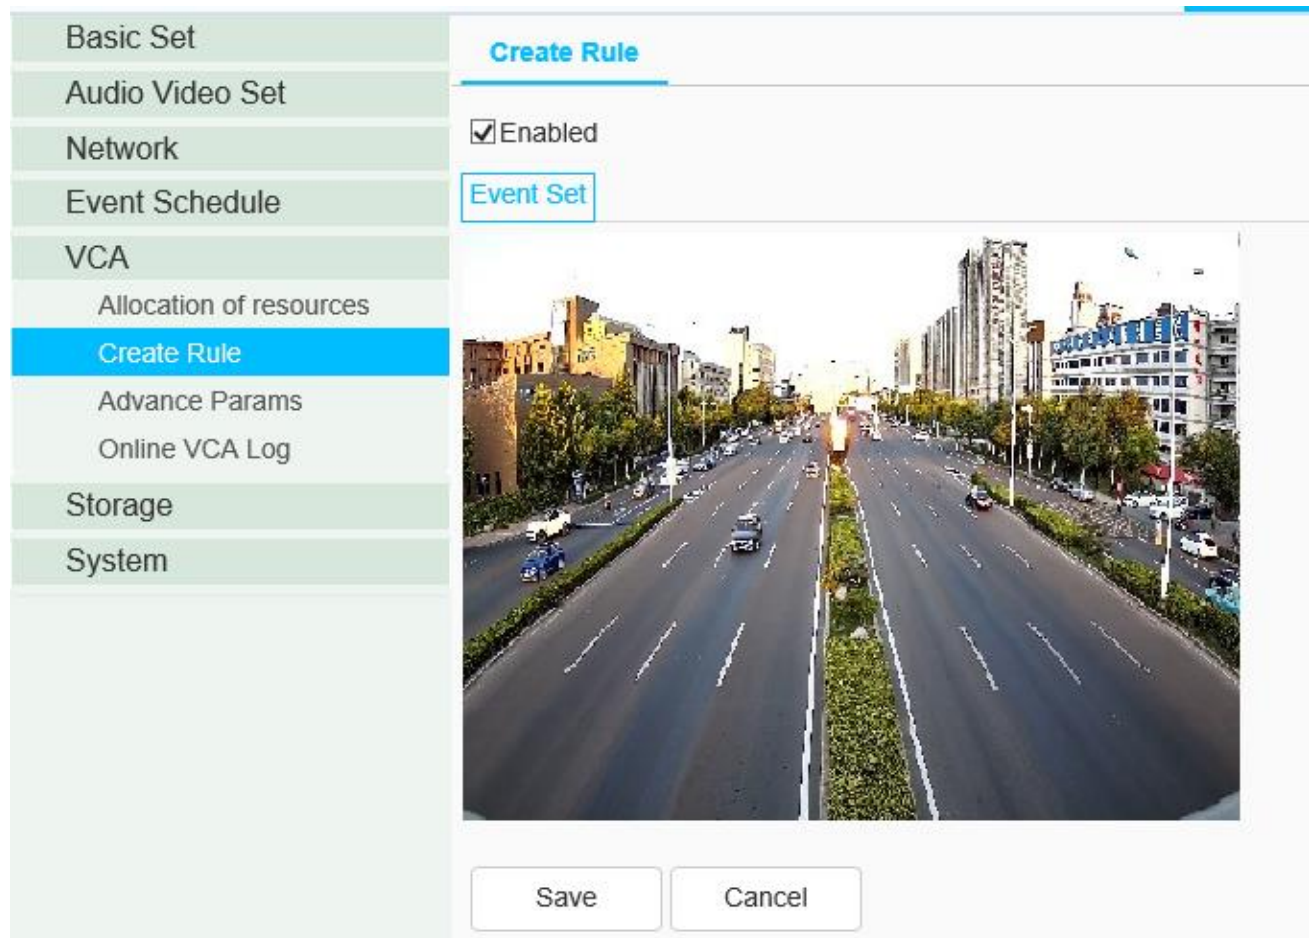 Basic Set
Audio Video Set
Network
Event Schedule
VCA
Allocation of resources
Create Rule
Advance Params
Online VCA Log
Storage
System
Create Rule
Enabled
Event Set
Save
Cancel